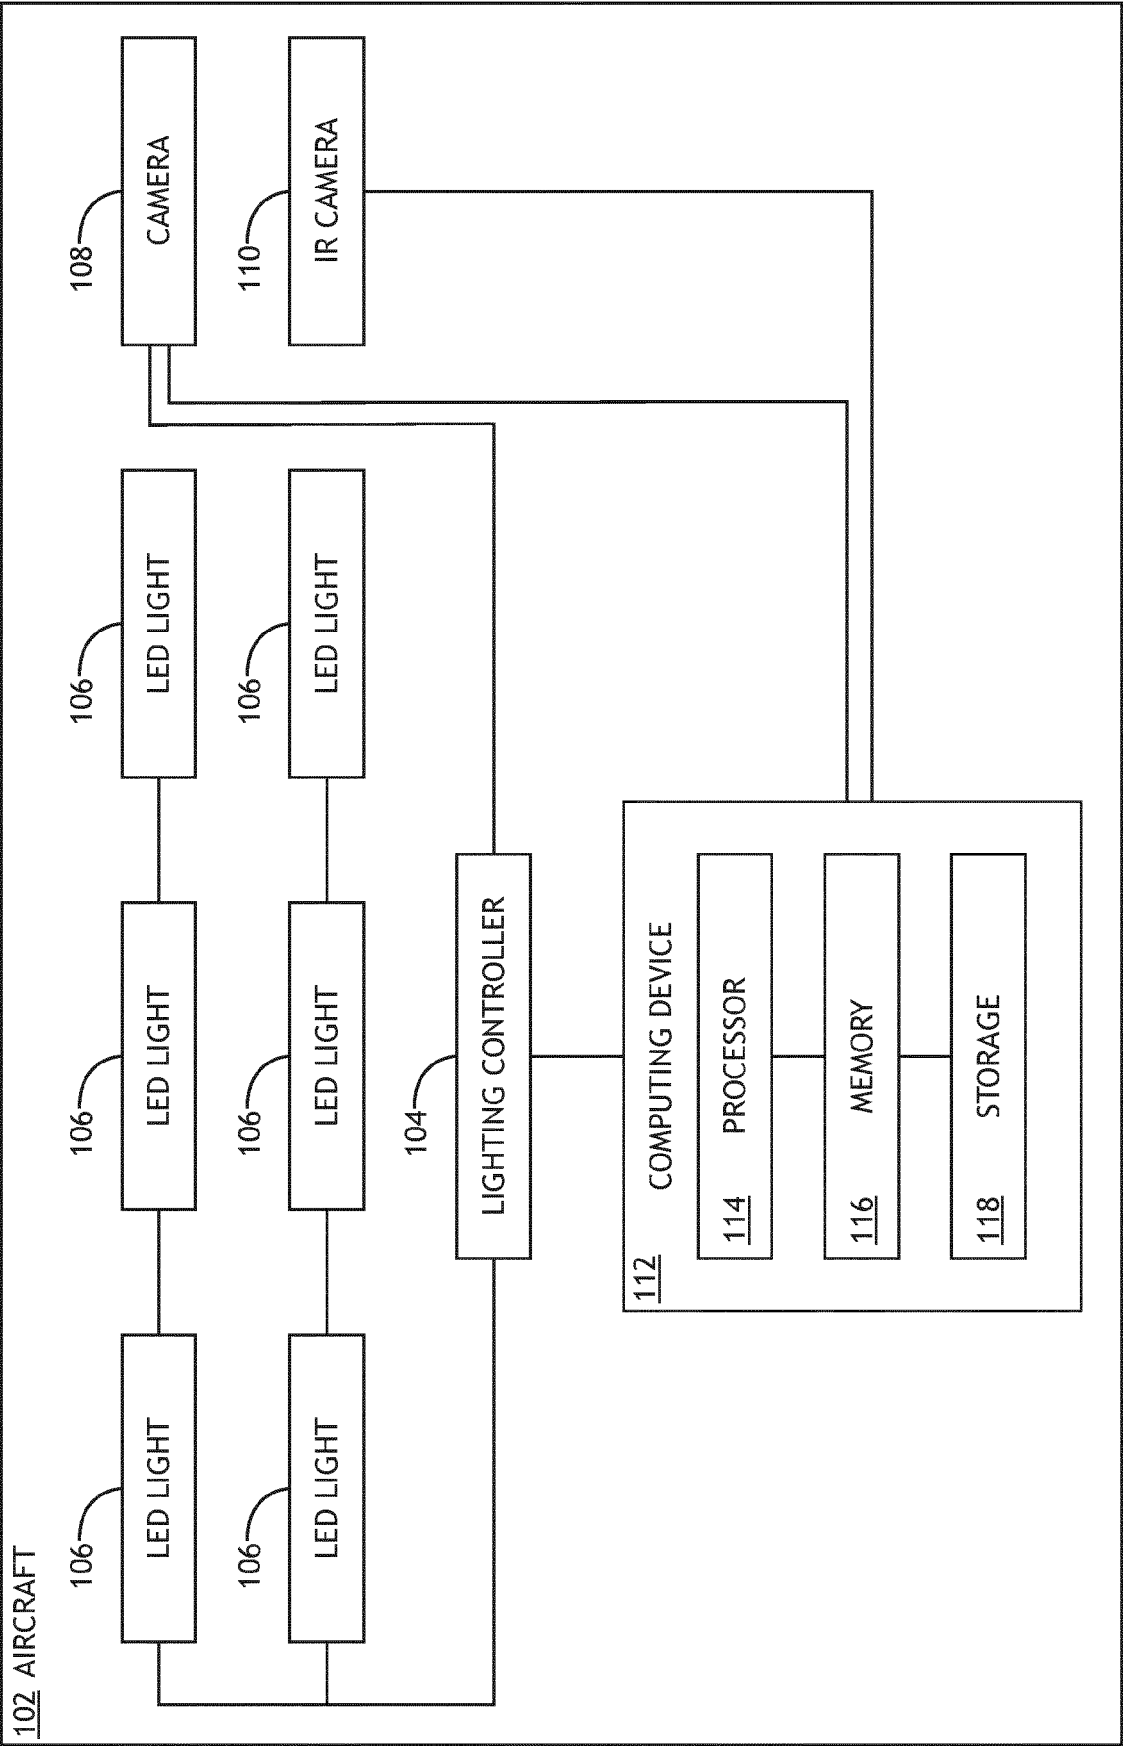 102 AIRCRAFT
106
LED LIGHT
106
LED LIGHT
106
LED LIGHT
108
CAMERA
106
LED LIGHT
106
LED LIGHT
106
LED LIGHT
110
IR CAMERA
104
LIGHTING CONTROLLER
112
COMPUTING DEVICE
114 PROCESSOR
116 MEMORY
118 STORAGE